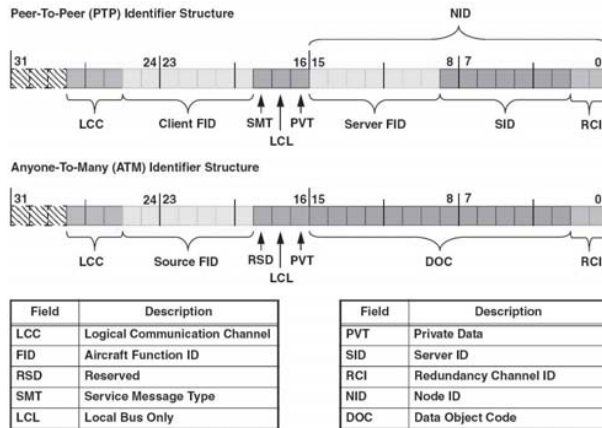 Peer-To-Peer (PTP) Identifier Structure
NID
31 24 23 16 15 8 7 0
LCC Client FID SMT PVT Server FID SID RCI
LCL
Anyone-To-Many (ATM) Identifier Structure
31 24 23 16 15 8 7 0
LCC Source FID RSD PVT DOC RCI
LCL
Field Description
LCC Logical Communication Channel
FID Aircraft Function ID
RSD Reserved
SMT Service Message Type
LCL Local Bus Only
Field Description
PVT Private Data
SID Server ID
RCI Redundancy Channel ID
NID Node ID
DOC Data Object Code